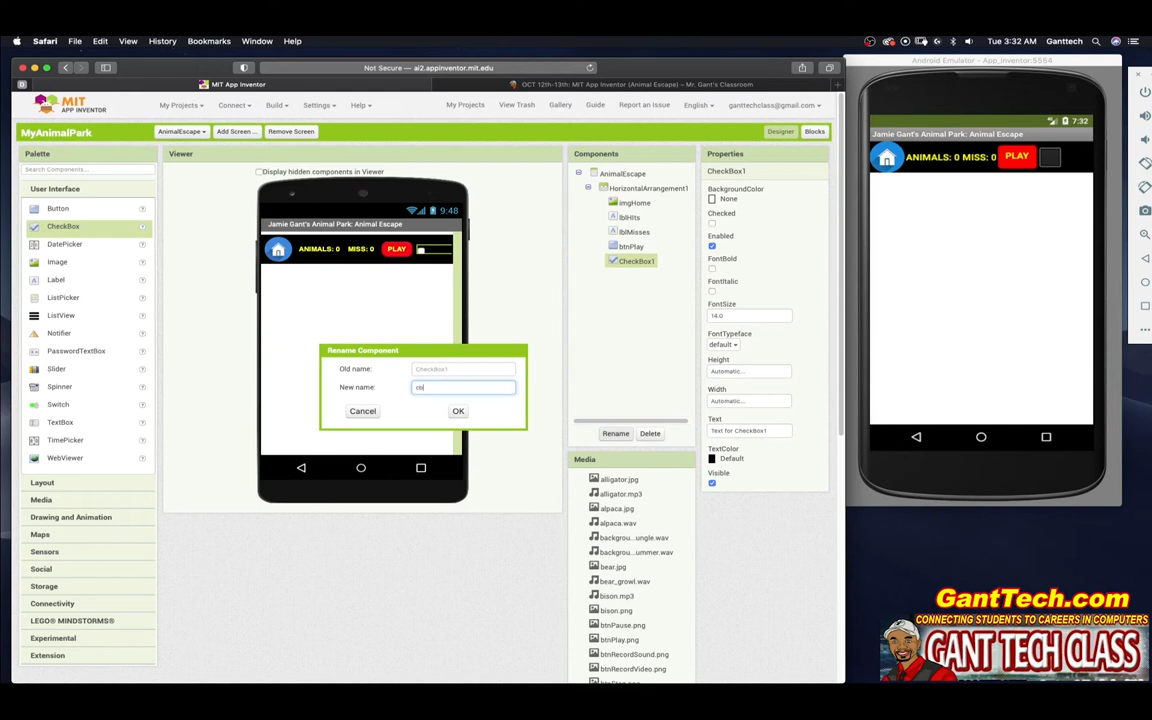 Safari File Edit View History Bookmarks Window Help
Tue 3:32 AM Ganttech
Android Emulator - App_Inventor:5554
Not Secure — ai2.appinventor.mit.edu
MIT App Inventor
OCT 12th-13th: MIT App Inventor (Animal Escape) – Mr. Gant's Classroom
MIT
APP INVENTOR
My Projects Connect Build Settings Help
My Projects View Trash Gallery Guide Report an Issue English ganttechclass@gmail.com
MyAnimalPark
AnimalEscape Add Screen ... Remove Screen
Designer Blocks
Palette
Search Components...
User Interface
Button
CheckBox
DatePicker
Image
Label
ListPicker
ListView
Notifier
PasswordTextBox
Slider
Spinner
Switch
TextBox
TimePicker
WebViewer
Layout
Media
Drawing and Animation
Maps
Sensors
Social
Storage
Connectivity
LEGO® MINDSTORMS®
Experimental
Extension
Viewer
Display hidden components in Viewer
9:48
Jamie Gant's Animal Park: Animal Escape
ANIMALS: 0 MISS: 0 PLAY
Rename Component
Old name: CheckBox1
New name: cb
Cancel OK
Components
AnimalEscape
HorizontalArrangement1
imgHome
lblHits
lblMisses
btnPlay
CheckBox1
Rename Delete
Media
alligator.jpg
alligator.mp3
alpaca.jpg
alpaca.wav
backgrou...ungle.wav
backgrou...ummer.wav
bear.jpg
bear_growl.wav
bison.mp3
bison.png
btnPause.png
btnPlay.png
btnRecordSound.png
btnRecordVideo.png
Properties
CheckBox1
BackgroundColor
None
Checked
Enabled
FontBold
FontItalic
FontSize
14.0
FontTypeface
default
Height
Automatic...
Width
Automatic...
Text
Text for CheckBox1
TextColor
Default
Visible
7:32
Jamie Gant's Animal Park: Animal Escape
ANIMALS: 0 MISS: 0 PLAY
GantTech.com
CONNECTING STUDENTS TO CAREERS IN COMPUTERS
GANT TECH CLASS